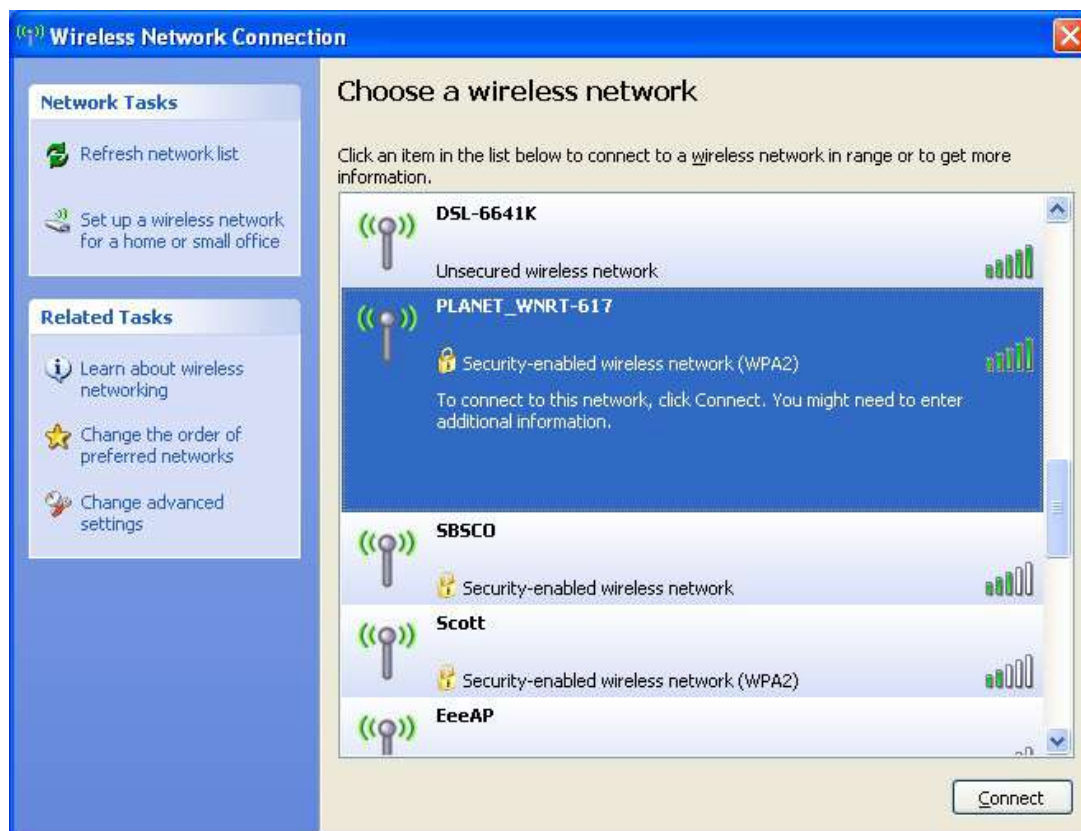 Wireless Network Connection
Network Tasks
Refresh network list
Set up a wireless network
for a home or small office
Related Tasks
Learn about wireless
networking
Change the order of
preferred networks
Change advanced
settings
Choose a wireless network
Click an item in the list below to connect to a wireless network in range or to get more
information.
DSL-6641K
Unsecured wireless network
PLANET_WNRT-617
Security-enabled wireless network (WPA2)
To connect to this network, click Connect. You might need to enter
additional information.
SBSCO
Security-enabled wireless network
Scott
Security-enabled wireless network (WPA2)
EeeAP
Connect